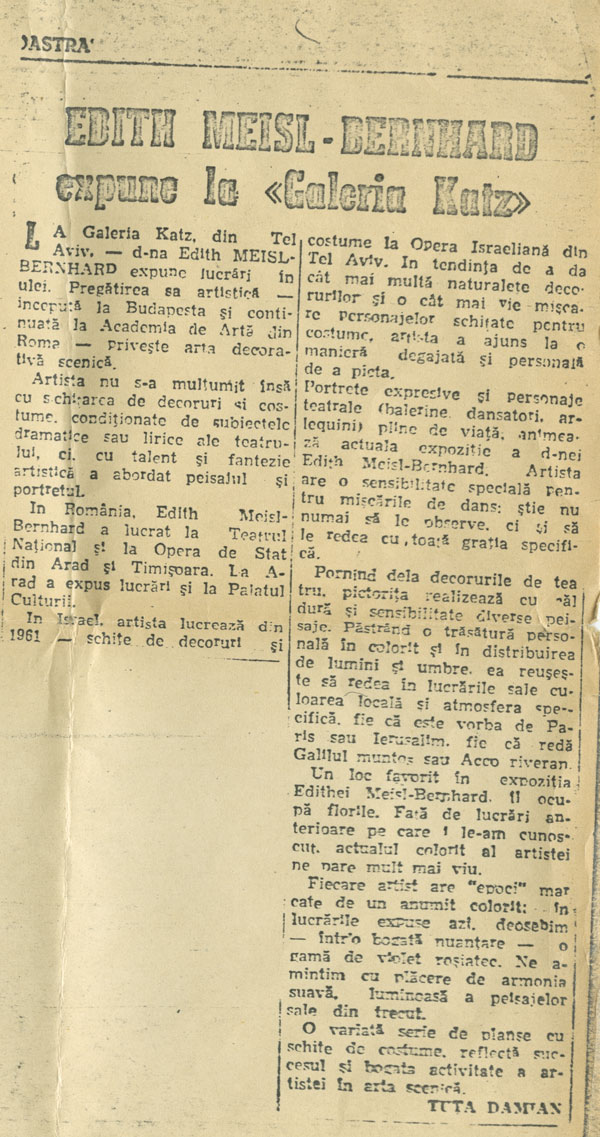 OASTRA'
EDITH MEISL-BERNHARD
expune la «Galeria Katz»
LA Galeria Katz, din Tel
Aviv, — d-na Edith MEISL-
BERNHARD expune lucrări în
ulei. Pregătirea sa artistică —
începută la Budapesta și conti-
nuată la Academia de Artă din
Roma — privește arta decora-
tivă scenică.
Artista nu s-a mulțumit însă
cu schițarea de decoruri și cos-
tume, condiționate de subiectele
dramatice sau lirice ale teatru-
lui, ci, cu talent și fantezie
artistică a abordat peisajul și
portretul.
In România, Edith Meisl-
Bernhard a lucrat la Teatrul
Național și la Opera de Stat
din Arad și Timișoara. La A-
rad a expus lucrări și la Palatul
Culturii.
In Israel, artista lucrează din
1961 — schițe de decoruri și
costume la Opera Israeliană din
Tel Aviv. In tendința de a da
cât mai multă naturalețe deco-
rurilor și o cât mai vie mișca-
re personajelor schițate pentru
costume, artista a ajuns la o
manieră degajată și personală
de a picta.
Portrete expresive și personaje
teatrale (balerine, dansatori, ar-
lequini) pline de viață, animea-
ză actuala expoziție a d-nei
Edith Meisl-Bernhard. Artista
are o sensibilitate specială pen-
tru mișcările de dans; știe nu
numai să le observe, ci și să
le redea cu toată grația specifi-
că.
Pornind dela decorurile de tea
tru, pictorița realizează cu căl
dură și sensibilitate diverse pei-
saje. Păstrând o trăsătură perso-
nală în colorit și în distribuirea
de lumini și umbre, ea reușeș-
te să redea în lucrările sale cu-
loarea locală și atmosfera spe-
cifică, fie că este vorba de Pa-
ris sau Ierusalim, fie că redă
Galilul muntos sau Acco riveran.
Un loc favorit în expoziția
Edithei Meisl-Bernhard, îl ocu-
pă florile. Față de lucrări an-
terioare pe care i le-am cunos-
cut, actualul colorit al artistei
ne pare mult mai viu.
Fiecare artist are "epoci" mar
cate de un anumit colorit; în
lucrările expuse azi, deosebim
— într'o bogată nuanțare — o
gamă de violet roșiatec. Ne a-
mintim cu plăcere de armonia
suavă, luminoasă a peisajelor
sale din trecut.
O variată serie de planșe cu
schițe de costume, reflectă suc-
cesul și bogata activitate a ar-
tistei în arta scenică.
TUTA DAMIAN